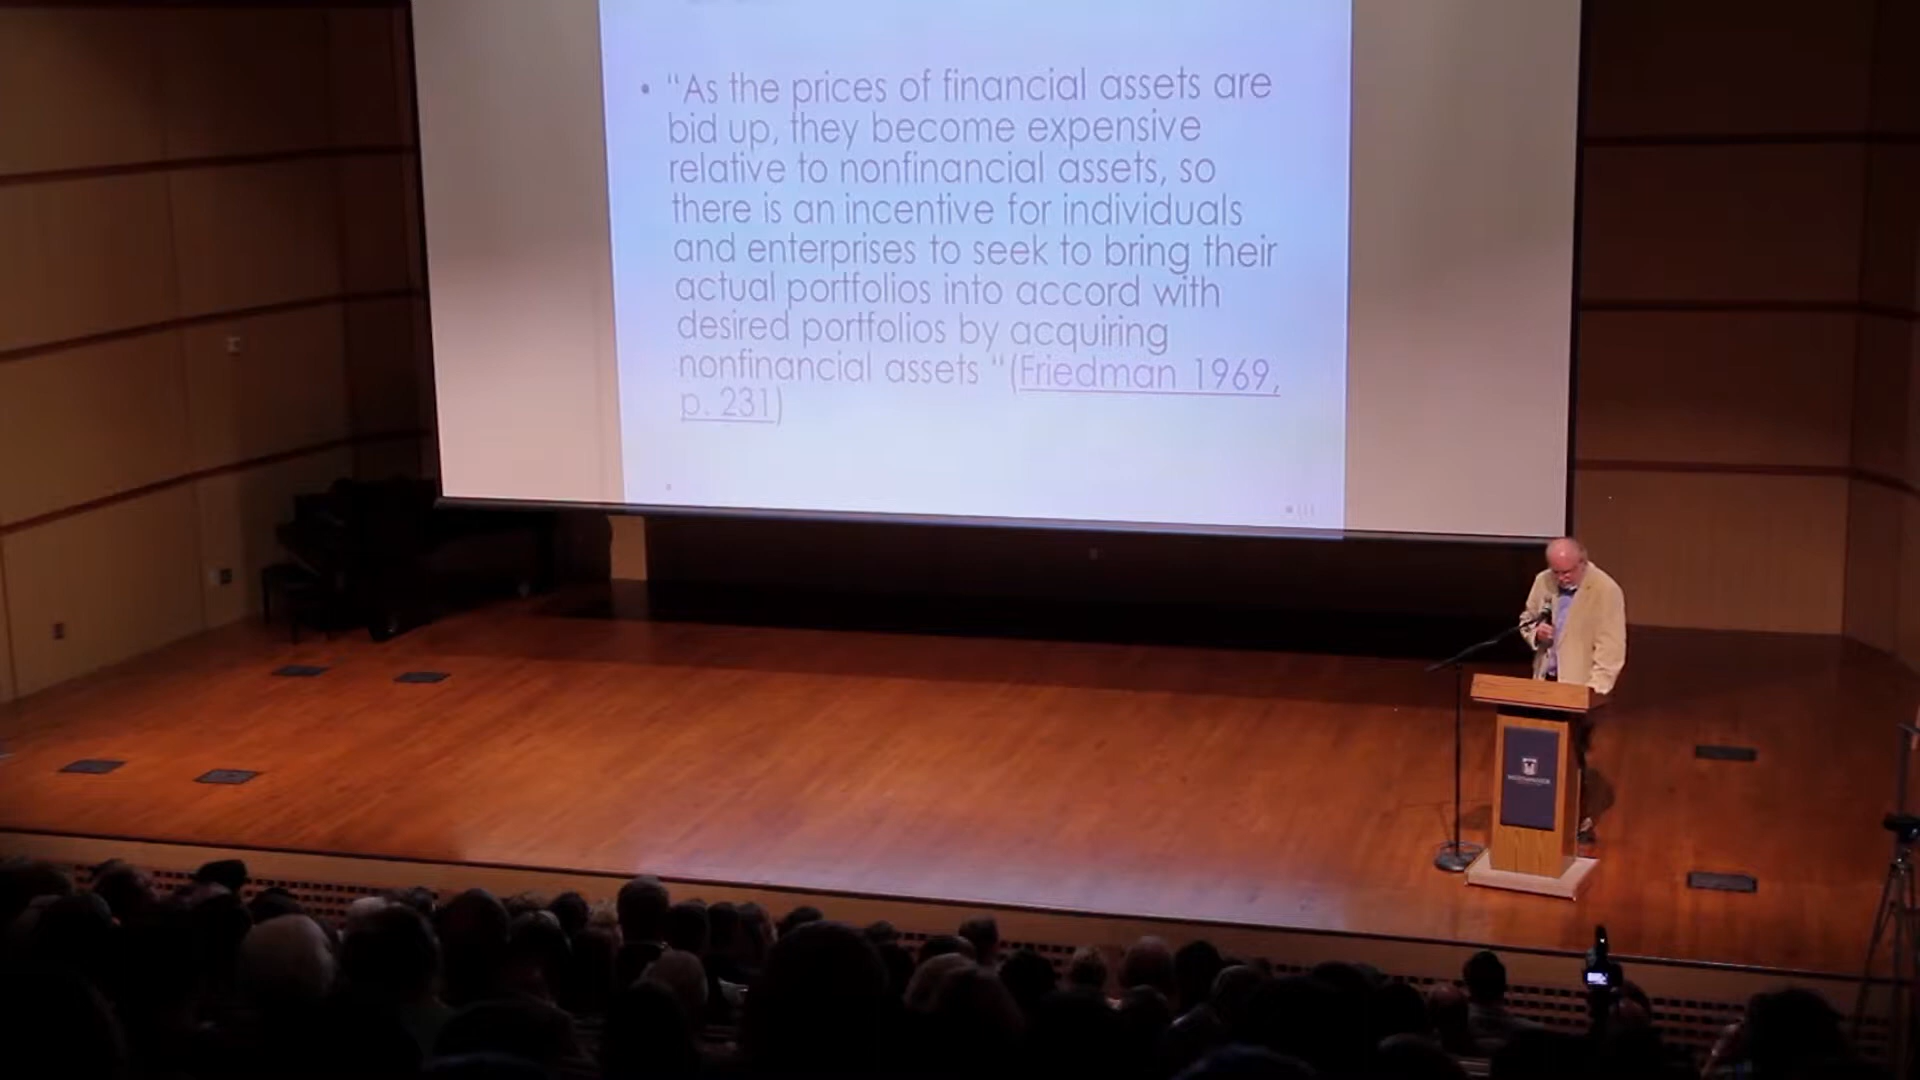 • "As the prices of financial assets are
bid up, they become expensive
relative to nonfinancial assets, so
there is an incentive for individuals
and enterprises to seek to bring their
actual portfolios into accord with
desired portfolios by acquiring
nonfinancial assets "(Friedman 1969,
p. 231)